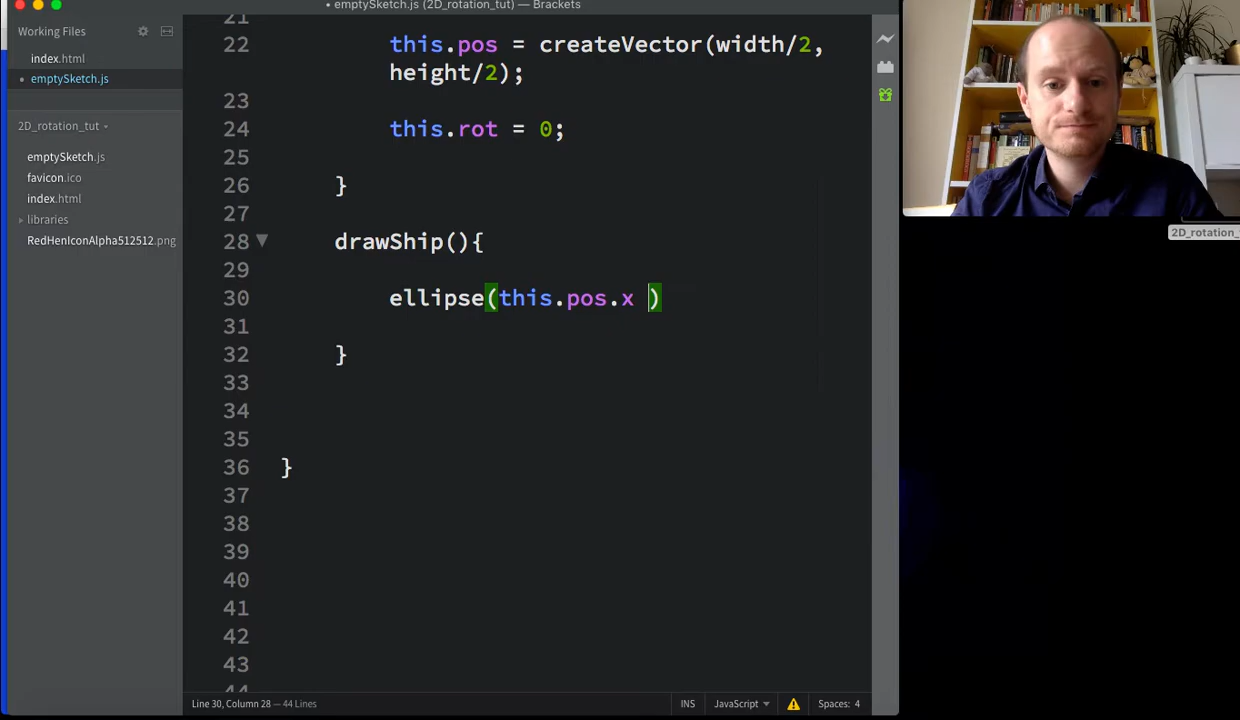 emptySketch.js (2D_rotation_tut) — Brackets
Working Files
index.html
emptySketch.js
2D_rotation_tut
emptySketch.js
favicon.ico
index.html
libraries
RedHenIconAlpha512512.png
21
22 this.pos = createVector(width/2,
height/2);
23
24 this.rot = 0;
25
26 }
27
28 drawShip(){
29
30 ellipse(this.pos.x )
31
32 }
33
34
35
36 }
37
38
39
40
41
42
43
44
Line 30, Column 28 — 44 Lines
INS
JavaScript
Spaces: 4
2D_rotation_t